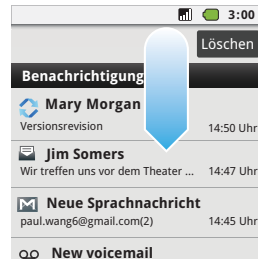 3:00
Löschen
Benachrichtigung
Mary Morgan
Versionsrevision 14:50 Uhr
Jim Somers
Wir treffen uns vor dem Theater ... 14:47 Uhr
Neue Sprachnachricht
paul.wang6@gmail.com(2) 14:45 Uhr
New voicemail